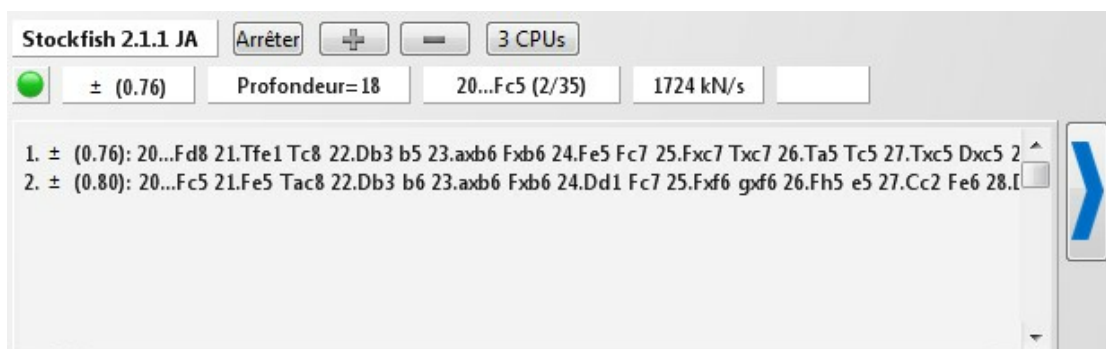 Stockfish 2.1.1 JA Arrêter 3 CPUs
± (0.76) Profondeur=18 20...Fc5 (2/35) 1724 kN/s
1. ± (0.76): 20...Fd8 21.Tfe1 Tc8 22.Db3 b5 23.axb6 Fxb6 24.Fe5 Fc7 25.Fxc7 Txc7 26.Ta5 Tc5 27.Txc5 Dxc5 2
2. ± (0.80): 20...Fc5 21.Fe5 Tac8 22.Db3 b6 23.axb6 Fxb6 24.Dd1 Fc7 25.Fxf6 gxf6 26.Fh5 e5 27.Cc2 Fe6 28.